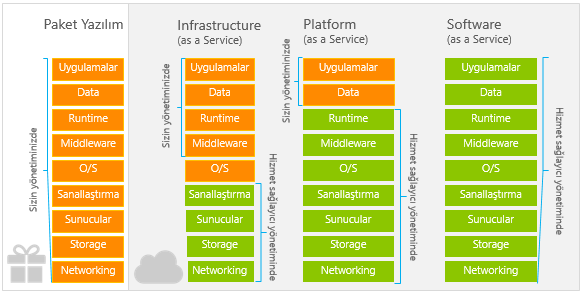 Paket Yazılım
Sizin yönetiminizde
Uygulamalar
Data
Runtime
Middleware
O/S
Sanallaştırma
Sunucular
Storage
Networking
Infrastructure
(as a Service)
Sizin yönetiminizde
Uygulamalar
Data
Runtime
Middleware
O/S
Sanallaştırma
Sunucular
Storage
Networking
Hizmet sağlayıcı yönetiminde
Platform
(as a Service)
Sizin yönetiminizde
Uygulamalar
Data
Runtime
Middleware
O/S
Sanallaştırma
Sunucular
Storage
Networking
Hizmet sağlayıcı yönetiminde
Software
(as a Service)
Uygulamalar
Data
Runtime
Middleware
O/S
Sanallaştırma
Sunucular
Storage
Networking
Hizmet sağlayıcı yönetiminde